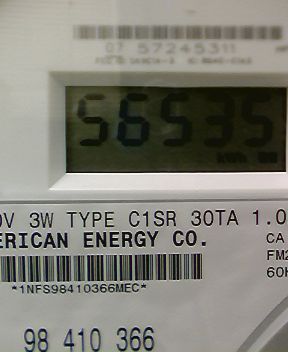 07 57245311
56535
kWh
0V 3W TYPE C1SR 30TA 1.0
ERICAN ENERGY CO.
CA
FM2
60H
*1NFS98410366MEC*
98 410 366